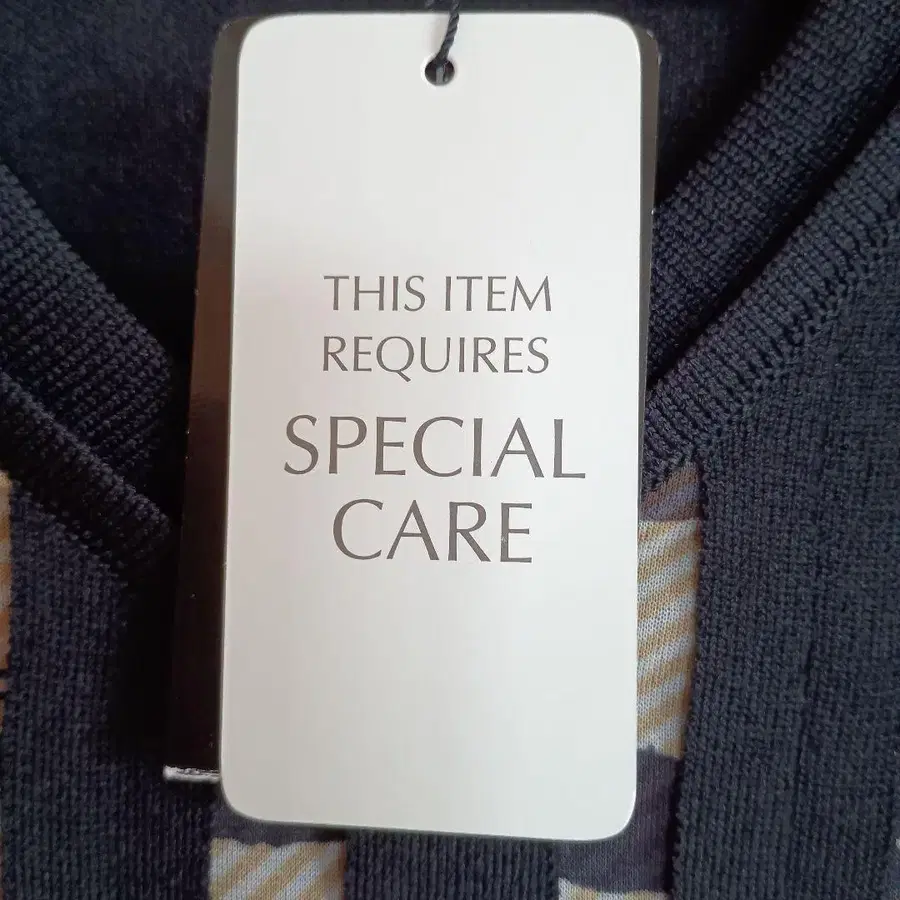 THIS ITEM
REQUIRES
SPECIAL
CARE